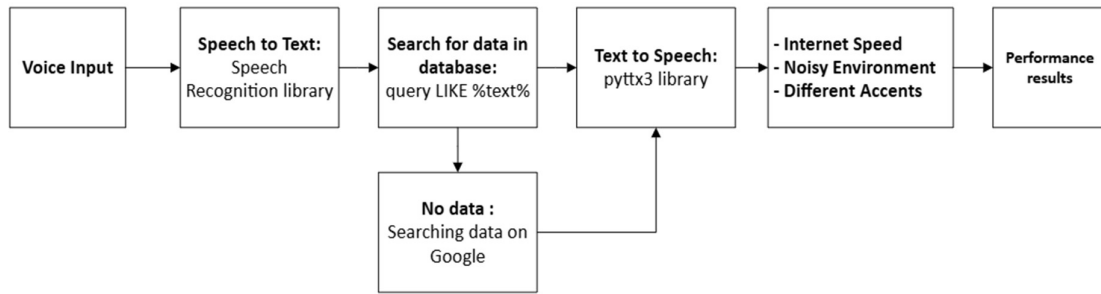 Voice Input
Speech to Text:
Speech
Recognition library
Search for data in
database:
query LIKE %text%
Text to Speech:
pyttx3 library
- Internet Speed
- Noisy Environment
- Different Accents
Performance
results
No data :
Searching data on
Google